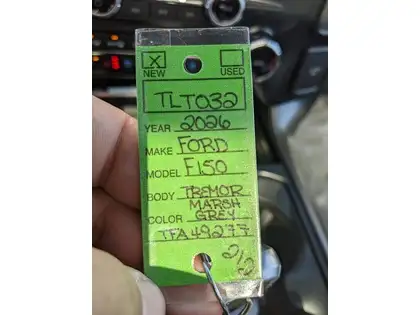 X
NEW USED
TLT032
YEAR 2026
MAKE FORD
MODEL F150
BODY TREMOR
MARSH
COLOR GREY
TFA49277
2/2